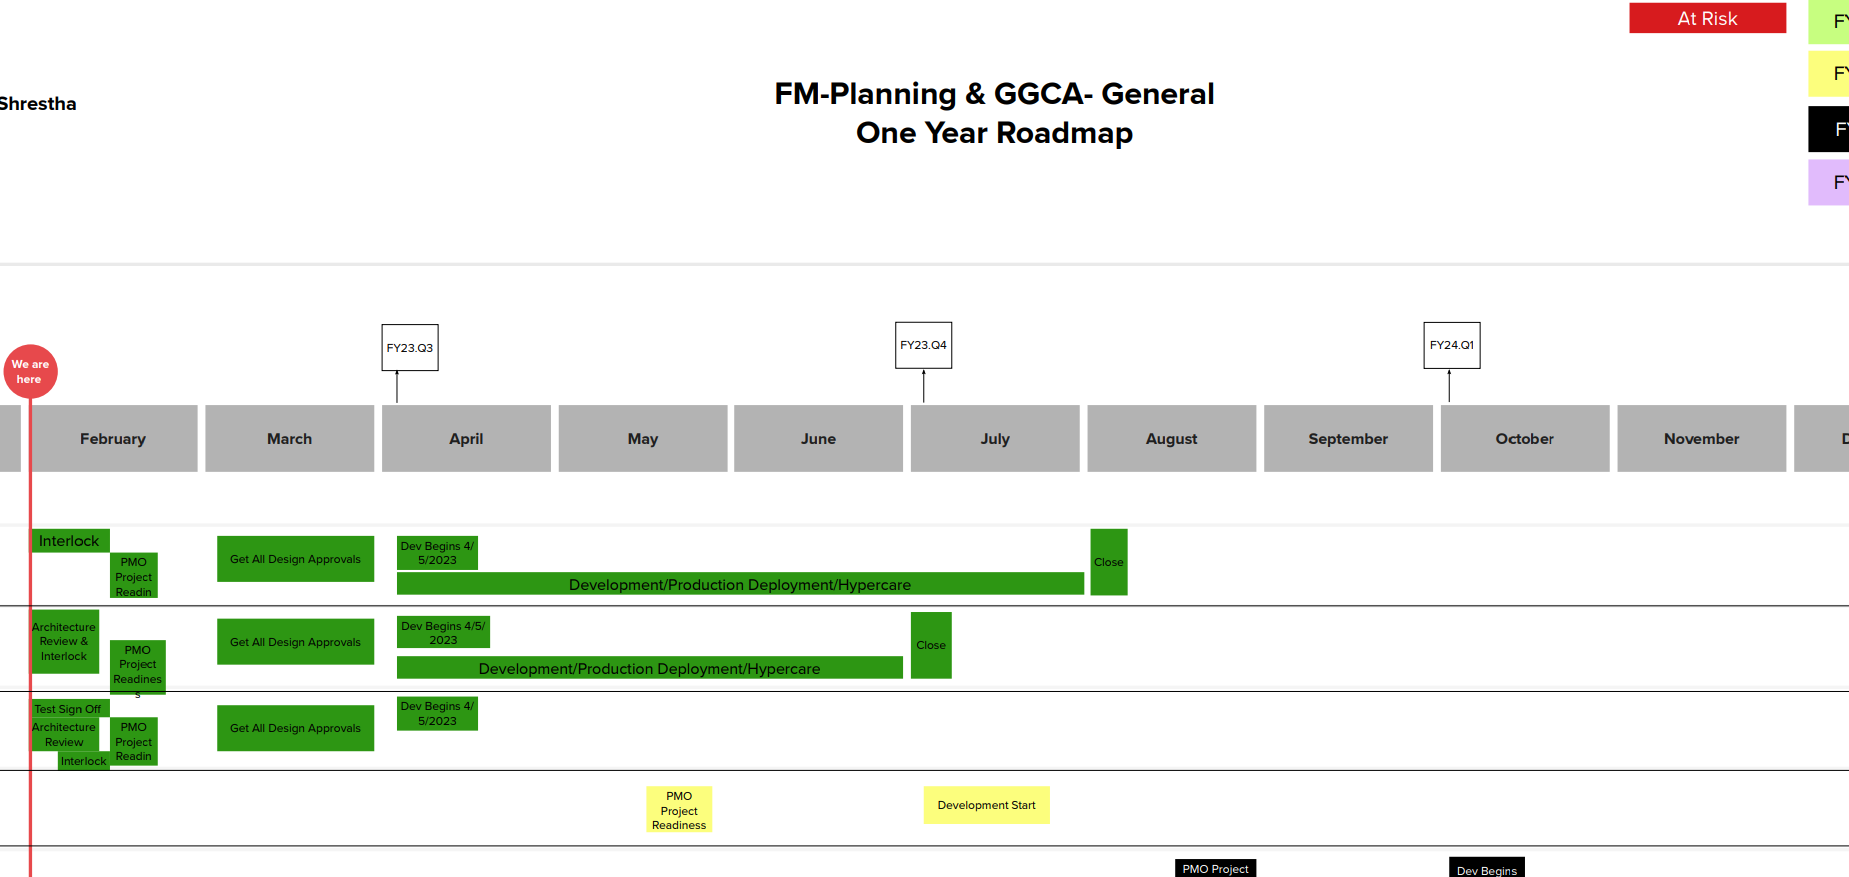 At Risk
FM-Planning & GGCA- General
One Year Roadmap
Shrestha
FY23.Q3
FY23.Q4
FY24.Q1
We are
here
February
March
April
May
June
July
August
September
October
November
Interlock
PMO
Project
Readin
Get All Design Approvals
Dev Begins 4/
5/2023
Development/Production Deployment/Hypercare
Close
Architecture
Review &
Interlock
PMO
Project
Readines
s
Get All Design Approvals
Dev Begins 4/5/
2023
Development/Production Deployment/Hypercare
Close
Test Sign Off
Architecture
Review
Interlock
PMO
Project
Readin
Get All Design Approvals
Dev Begins 4/
5/2023
PMO
Project
Readiness
Development Start
PMO Project
Dev Begins